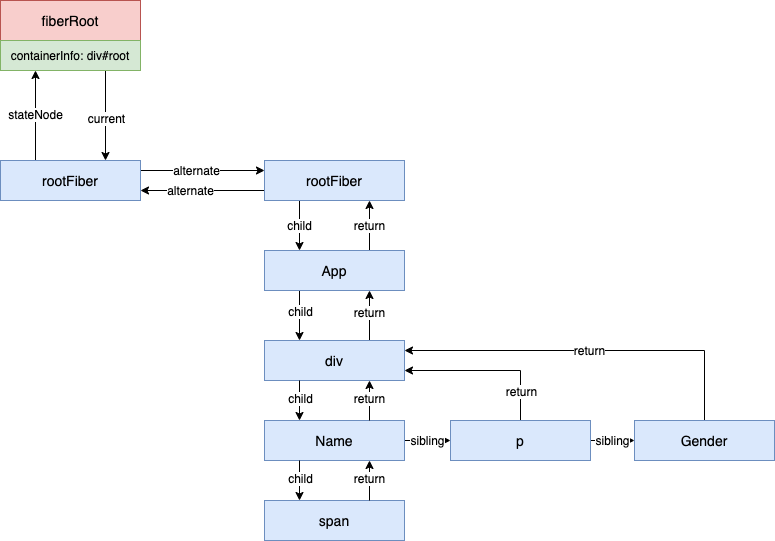 fiberRoot
containerInfo: div#root
stateNode
current
rootFiber
alternate
alternate
rootFiber
child
return
App
child
return
div
return
child
return
return
Name
sibling
p
sibling
Gender
child
return
span